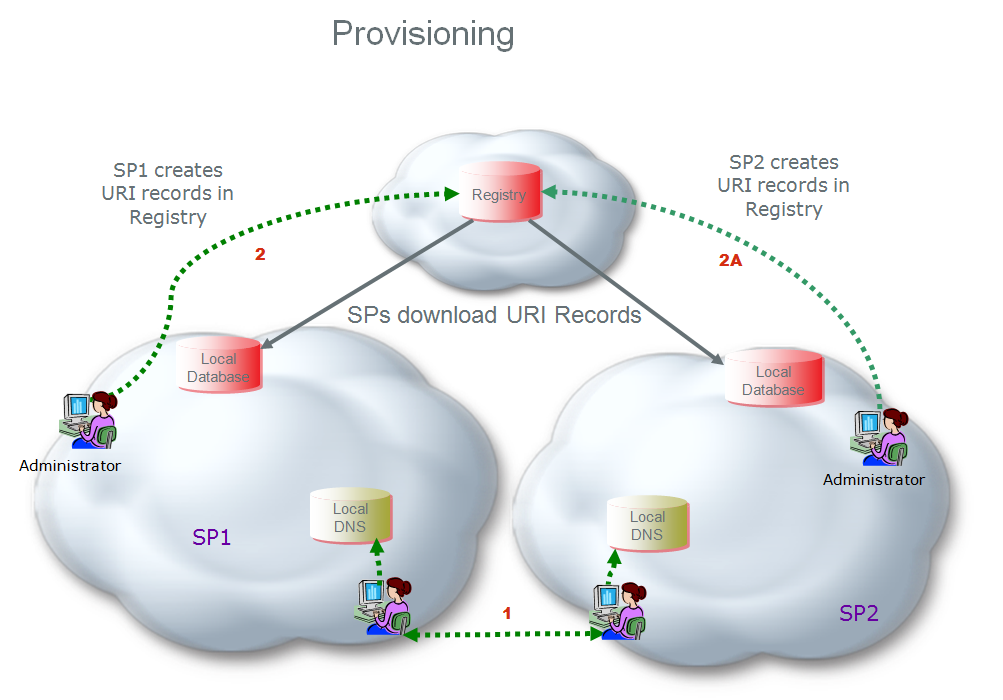 Provisioning
SP1 creates
URI records in
Registry
SP2 creates
URI records in
Registry
Registry
2
2A
SPs download URI Records
Local
Database
Local
Database
Administrator
Administrator
Local
DNS
Local
DNS
SP1
1
SP2